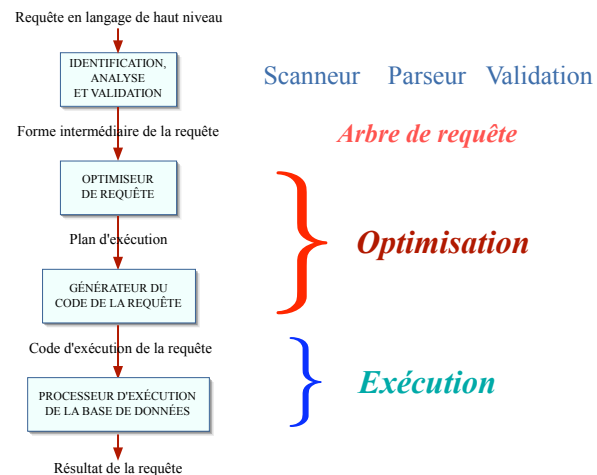 Requête en langage de haut niveau
IDENTIFICATION,
ANALYSE
ET VALIDATION
Scanneur Parseur Validation
Forme intermédiaire de la requête
Arbre de requête
OPTIMISEUR
DE REQUÊTE
Plan d'exécution
Optimisation
GÉNÉRATEUR DU
CODE DE LA REQUÊTE
Code d'exécution de la requête
PROCESSEUR D'EXÉCUTION
DE LA BASE DE DONNÉES
Exécution
Résultat de la requête